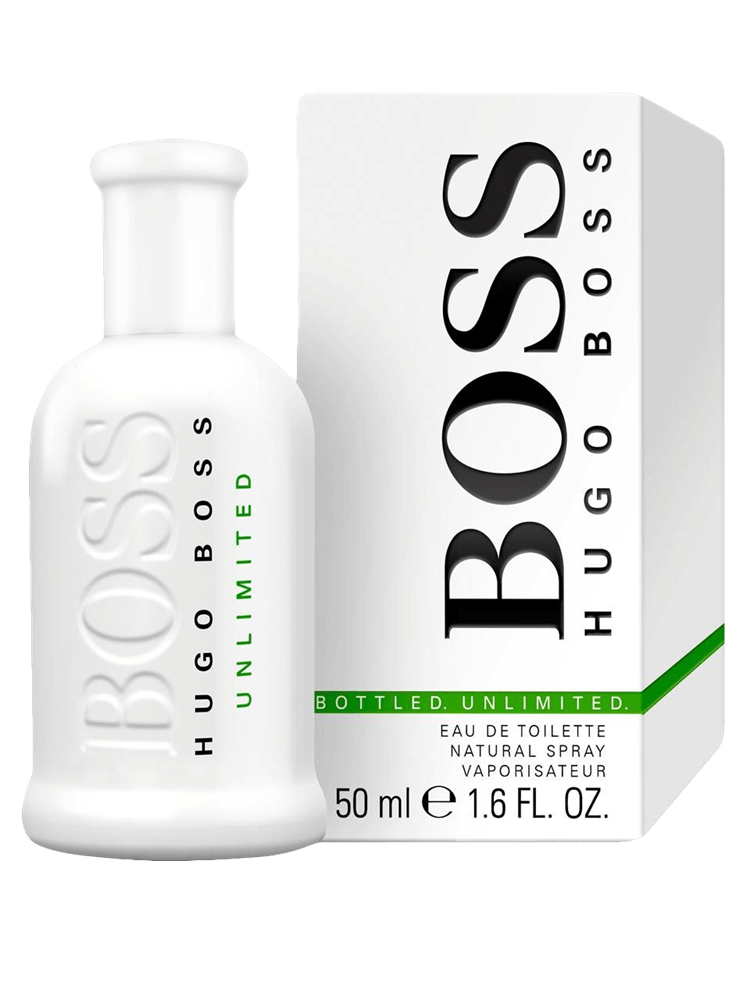 BOSS
HUGO BOSS
UNLIMITED
BOSS
HUGO BOSS
BOTTLED. UNLIMITED.
EAU DE TOILETTE
NATURAL SPRAY
VAPORISATEUR
50 ml ℮ 1.6 FL. OZ.